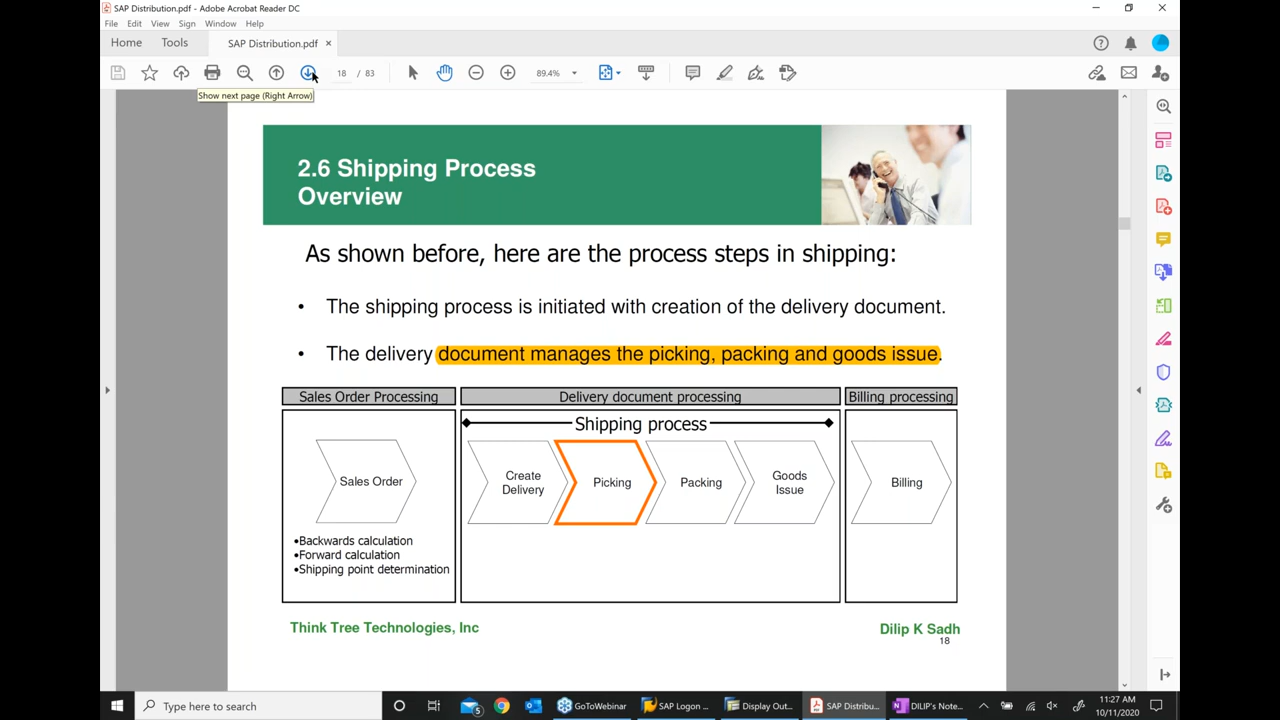 SAP Distribution.pdf - Adobe Acrobat Reader DC
File Edit View Sign Window Help
Home Tools SAP Distribution.pdf ×
18 / 83 89.4%
Show next page (Right Arrow)
2.6 Shipping Process
Overview
As shown before, here are the process steps in shipping:
• The shipping process is initiated with creation of the delivery document.
• The delivery document manages the picking, packing and goods issue.
Sales Order Processing Delivery document processing Billing processing
Shipping process
Sales Order
Create
Delivery
Picking
Packing
Goods
Issue
Billing
•Backwards calculation
•Forward calculation
•Shipping point determination
Think Tree Technologies, Inc Dilip K Sadh
18
Type here to search
5
GoToWebinar SAP Logon ... Display Out... SAP Distribu... DILIP's Note...
11:27 AM
10/11/2020